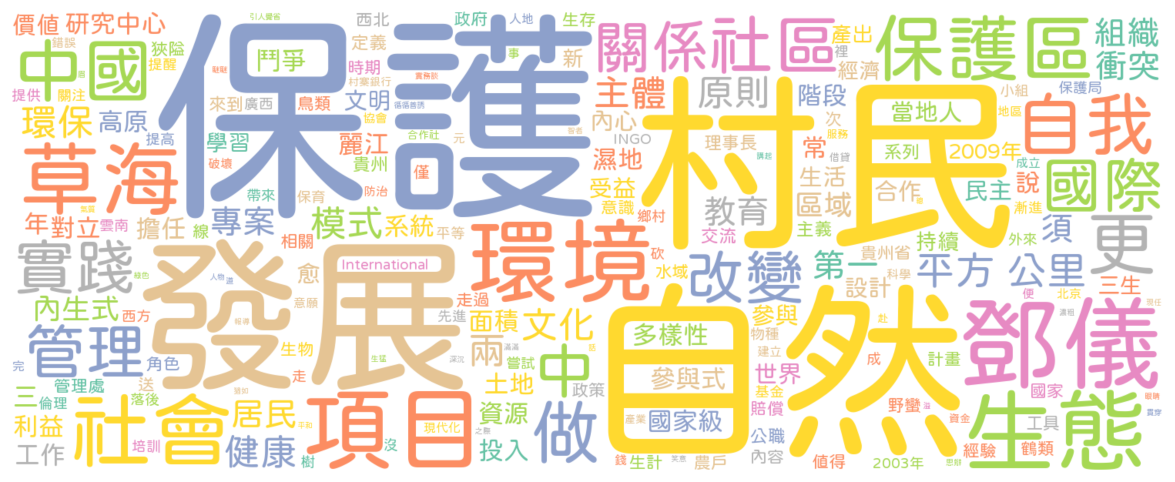 價值 研究中心
錯誤
狹隘
提醒
中國
提供 關注
環保 高原
提高
草海
年 對立 雲南 擔任 線
實踐
內生式
西方
管理 角色
完 管理處 送
三 倫理 落後
利益
工作 培訓
社會
居民
健康 樹
引人
西北
定義
鬥爭
時期
村寨銀行
來到 廣西 鳥類 文明
協會
學習 破壞 貴州 麗江
合作社
帶來 保育 防治 僅
專案 模式 系統 平等
相關
愈 International
意願 走過
先進
生物
走
沒
項目
現代化
保護
發展
環境
面積 文化
兩 中
嘗試
土地 政策
資源
投入 做
政府 人地 生存
事
新
關係 社區 保護區 組織
產出 衝突
裡 經濟
主體 原則 階段 小組 保護局
次 當地人 地區
內心 INGO 理事長 常 服務
濕地 系列 2009年 成立
自我
受益 生活 借貸
意識 鄉村 教育 區域 合作 民主 說
國際
漸進
交流 主義
村民
砍 水域 改變 第一 貴州省 持續 外來 須 更
科學
設計 平方 公里 三生
便 北京 現任
自然
多樣性 參與
物種
建立
參與式 世界
基金
國家級 賠償
產業 公職
錢 生計 農戶 內容 值得
赴
成 計畫
野蠻
資金
2003年 經驗 鶴類
鄧儀
國家
工具
生態
貫穿